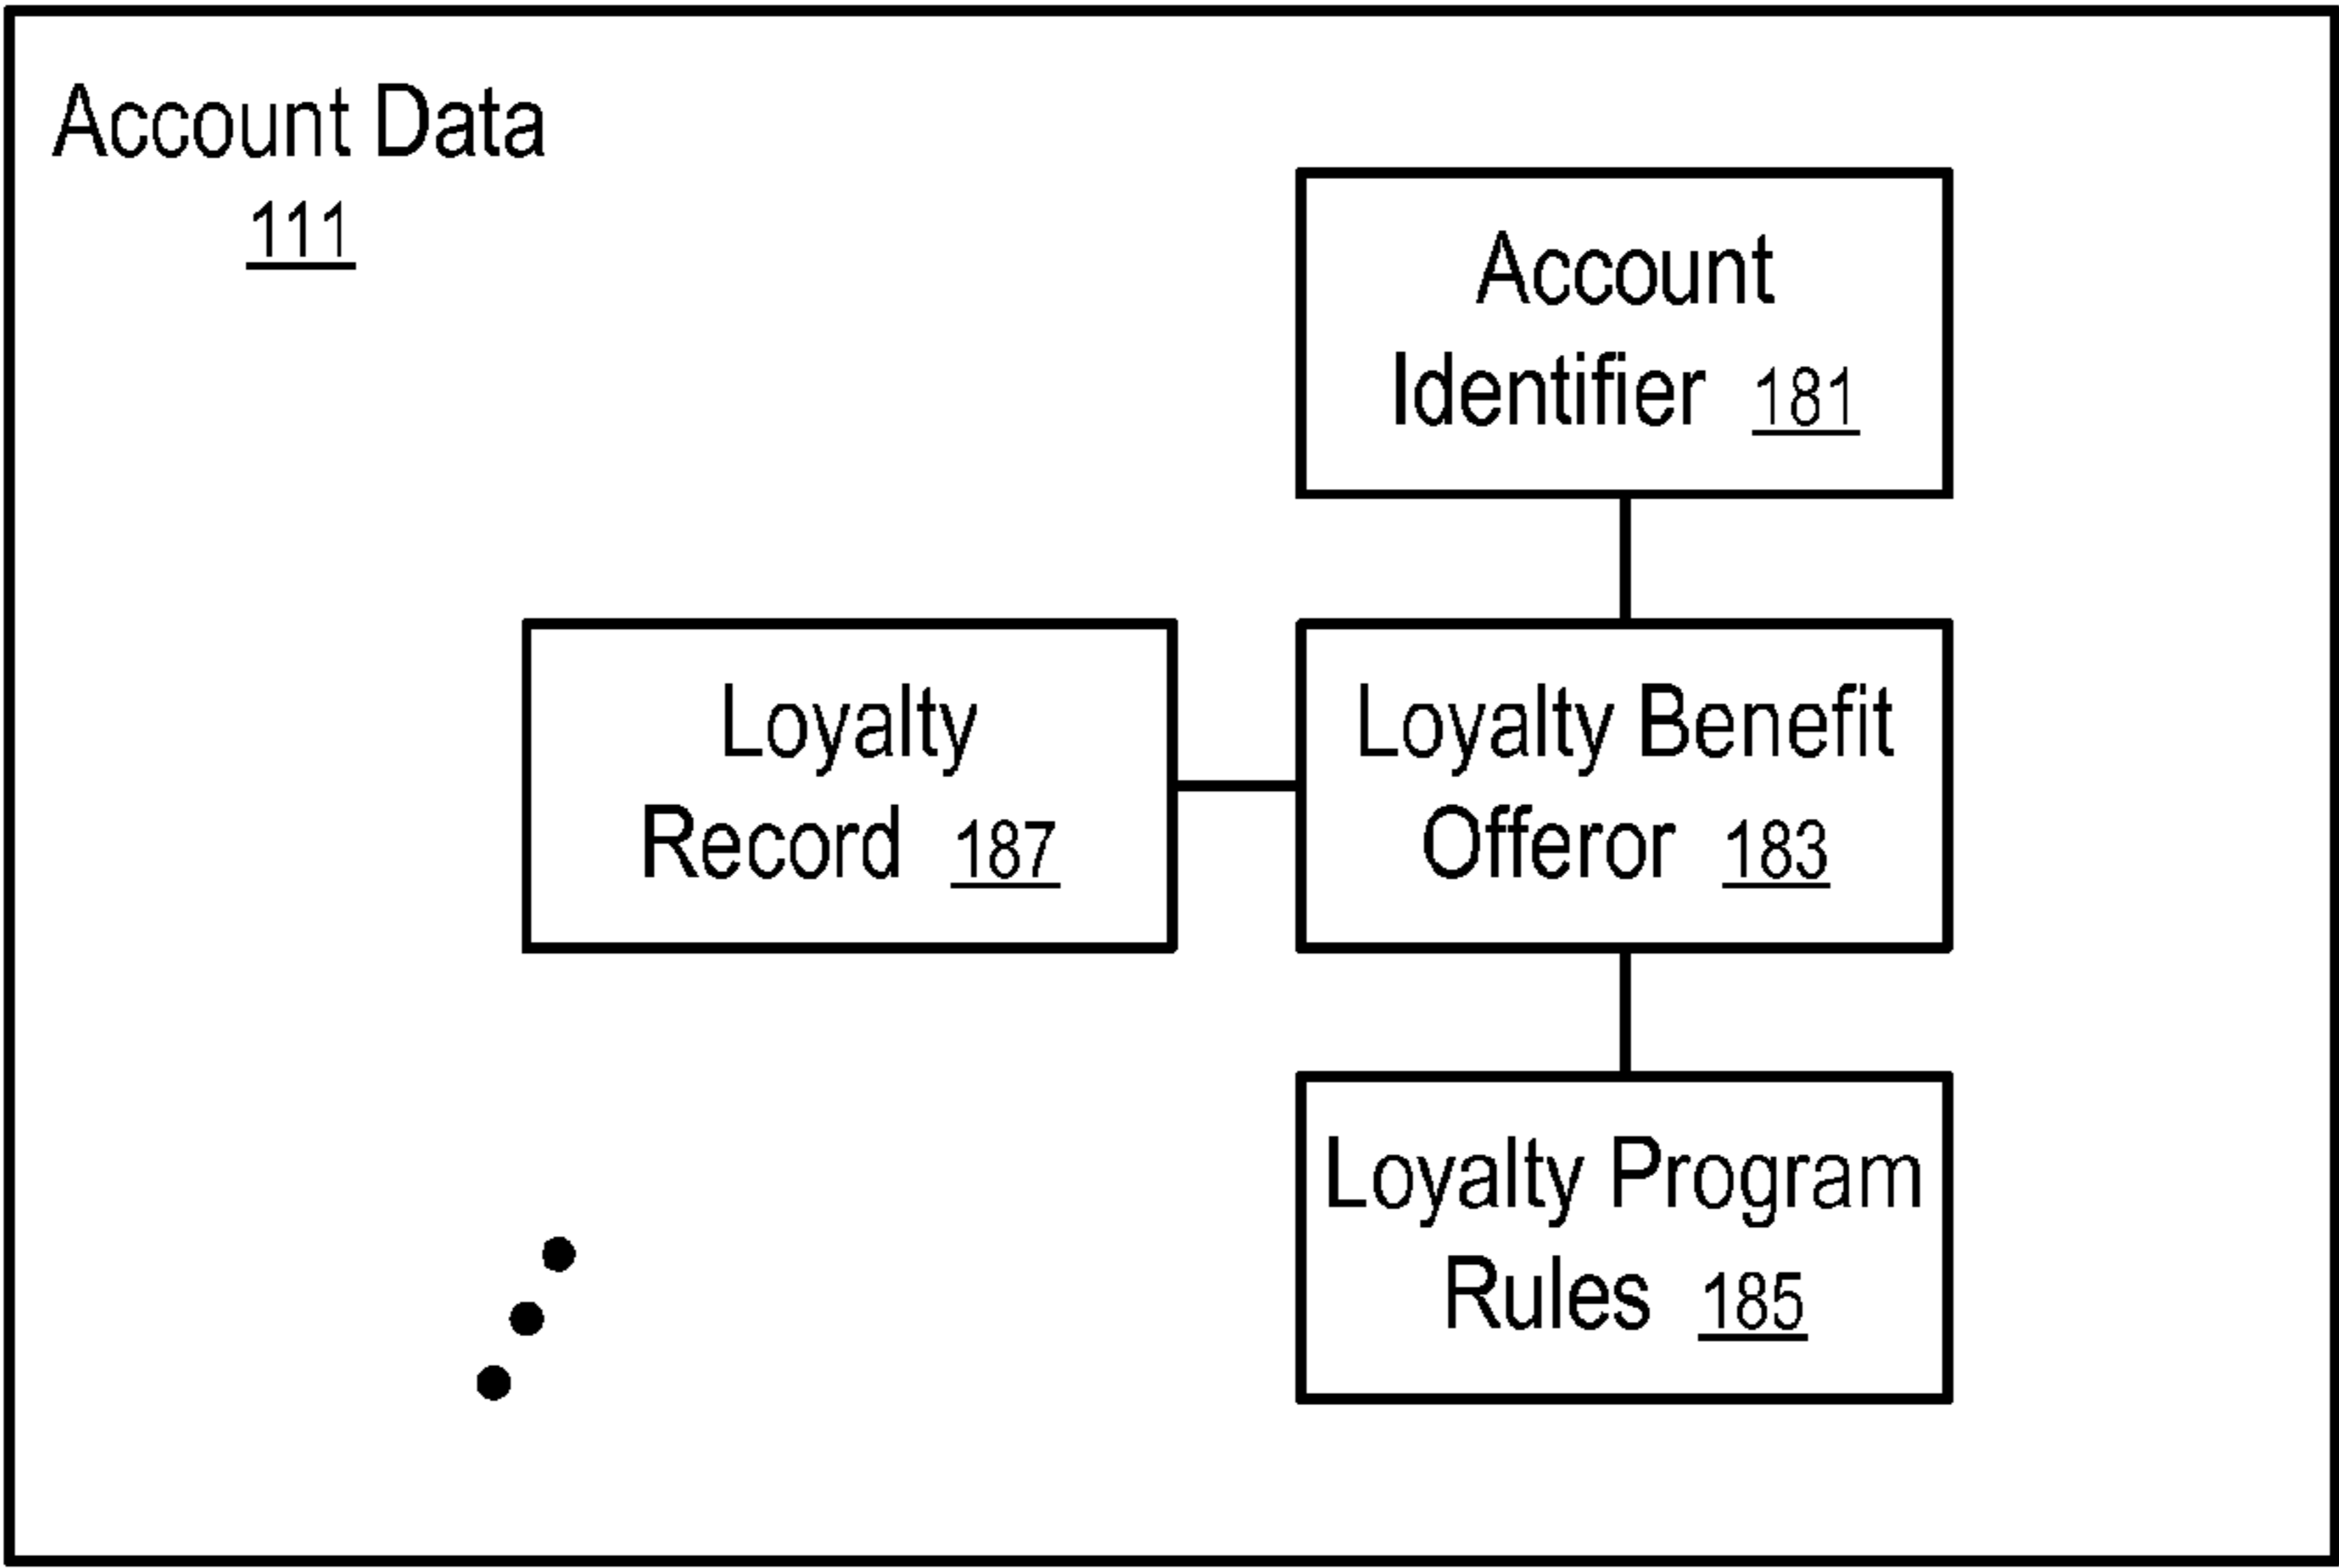 Account Data
111
Account
Identifier 181
Loyalty
Record 187
Loyalty Benefit
Offeror 183
Loyalty Program
Rules 185